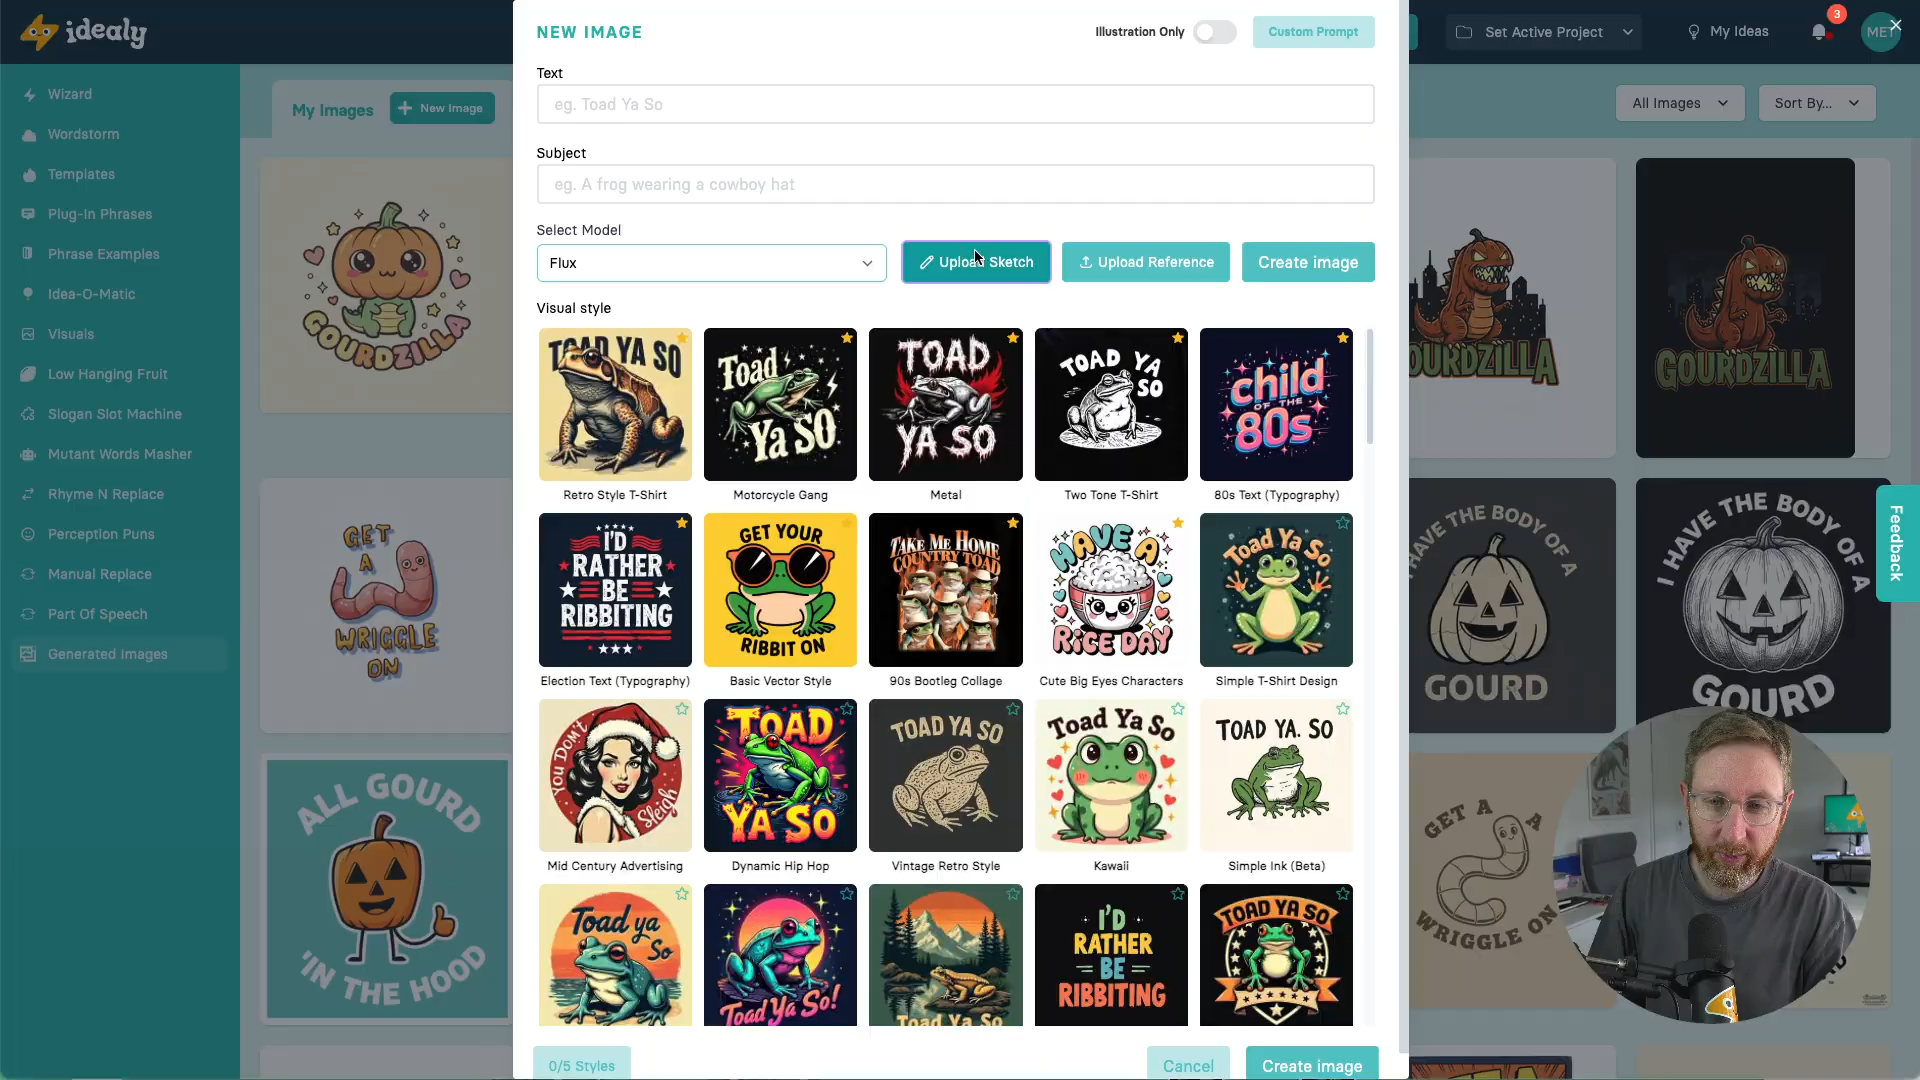 idealy
NEW IMAGE
Illustration Only
Custom Prompt
Set Active Project
My Ideas
3
MET
Wizard
Wordstorm
Templates
Plug-In Phrases
Phrase Examples
Idea-O-Matic
Visuals
Low Hanging Fruit
Slogan Slot Machine
Mutant Words Masher
Rhyme N Replace
Perception Puns
Manual Replace
Part Of Speech
Generated Images
My Images
New Image
All Images
Sort By...
Text
eg. Toad Ya So
Subject
eg. A frog wearing a cowboy hat
Select Model
Flux
Upload Sketch
Upload Reference
Create image
Visual style
TOAD YA SO
Toad
Ya SO
TOAD
YA SO
TOAD YA
SO
child
OF THE
80s
Retro Style T-Shirt
Motorcycle Gang
Metal
Two Tone T-Shirt
80s Text (Typography)
I'D
RATHER
BE
RIBBITING
GET YOUR
RIBBIT ON
TAKE ME HOME
COUNTRY TOAD
HAVE A
RICE DAY
Toad Ya So
Election Text (Typography)
Basic Vector Style
90s Bootleg Collage
Cute Big Eyes Characters
Simple T-Shirt Design
You Don't
Sleigh
TOAD
YA SO
TOAD YA SO
Toad Ya So
TOAD YA. SO
Mid Century Advertising
Dynamic Hip Hop
Vintage Retro Style
Kawaii
Simple Ink (Beta)
Toad ya
So
Toad Ya So!
Toad Ya So
I'D
RATHER
BE
RIBBITING
TOAD YA SO
0/5 Styles
Cancel
Create image
GOURDZILLA
GET
A
WRIGGLE
ON
ALL GOURD
'IN THE HOOD
OURDZILLA
GOURDZILLA
HAVE THE BODY OF A
GOURD
I HAVE THE BODY OF A
GOURD
GET A
WRIGGLE ON
Feedback